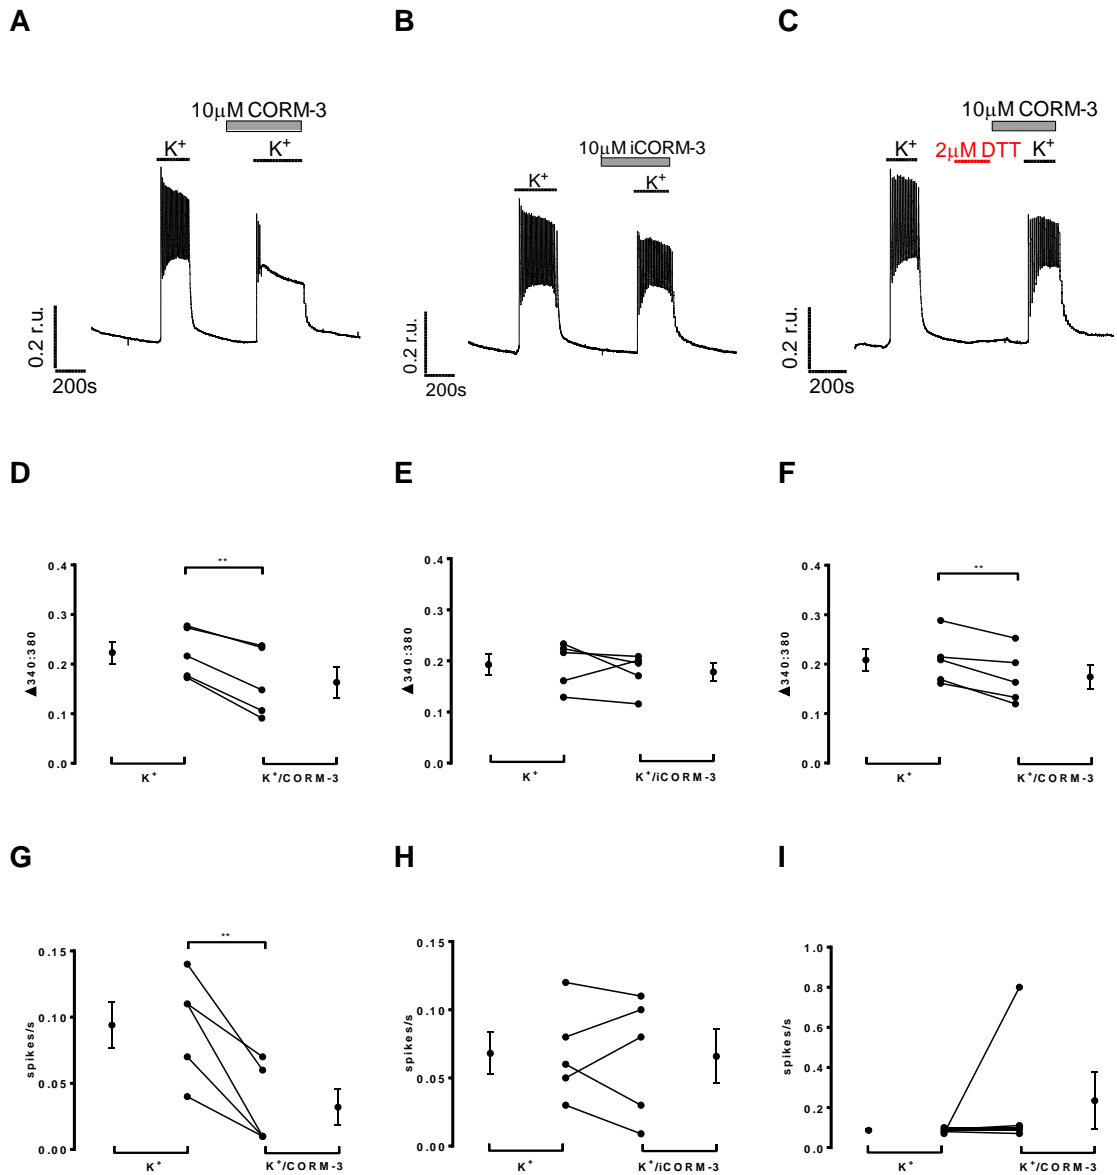 A
B
C
10μM CORM-3
K⁺
K⁺
0.2 r.u.
200s
10μM iCORM-3
K⁺
K⁺
0.2 r.u.
200s
10μM CORM-3
K⁺
2μM DTT
K⁺
0.2 r.u.
200s
D
E
F
**
0.4
0.3
0.2
0.1
0.0
▲340:380
K⁺
K⁺/CORM-3
0.4
0.3
0.2
0.1
0.0
▲340:380
K⁺
K⁺/iCORM-3
**
0.4
0.3
0.2
0.1
0.0
▲340:380
K⁺
K⁺/CORM-3
G
H
I
**
0.15
0.10
0.05
0.00
spikes/s
K⁺
K⁺/CORM-3
0.15
0.10
0.05
0.00
spikes/s
K⁺
K⁺/iCORM-3
1.0
0.8
0.6
0.4
0.2
0.0
spikes/s
K⁺
K⁺/CORM-3